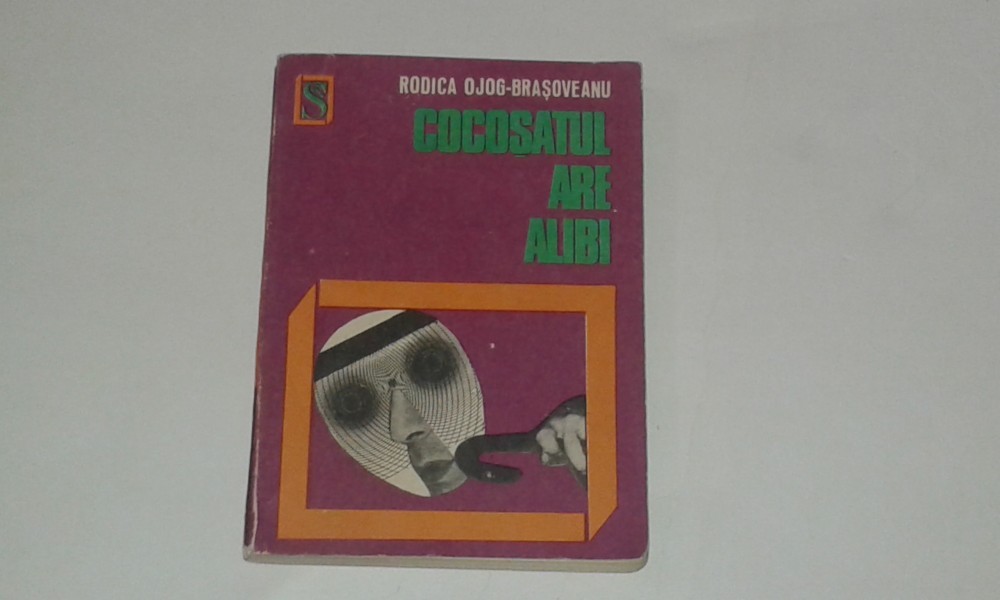 S
RODICA OJOG-BRAŞOVEANU
COCOŞATUL
ARE
ALIBI